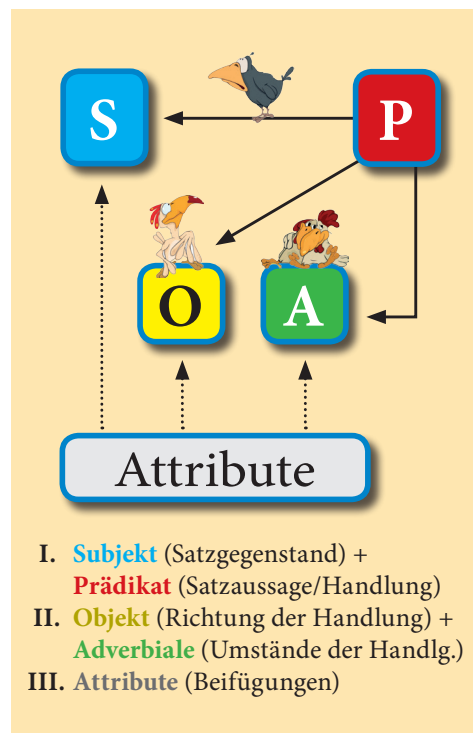 S
P
O
A
Attribute
I. Subjekt (Satzgegenstand) +
Prädikat (Satzaussage/Handlung)
II. Objekt (Richtung der Handlung) +
Adverbiale (Umstände der Handlg.)
III. Attribute (Beifügungen)